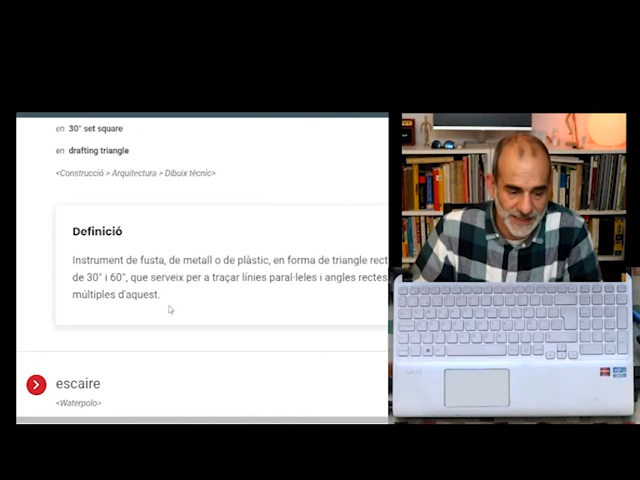 en 30° set square
en drafting triangle
<Construcció > Arquitectura > Dibuix tècnic>
Definició
Instrument de fusta, de metall o de plàstic, en forma de triangle rect
de 30° i 60°, que serveix per a traçar línies paral·leles i angles rectes
múltiples d'aquest.
escaire
<Waterpolo>
VAIO